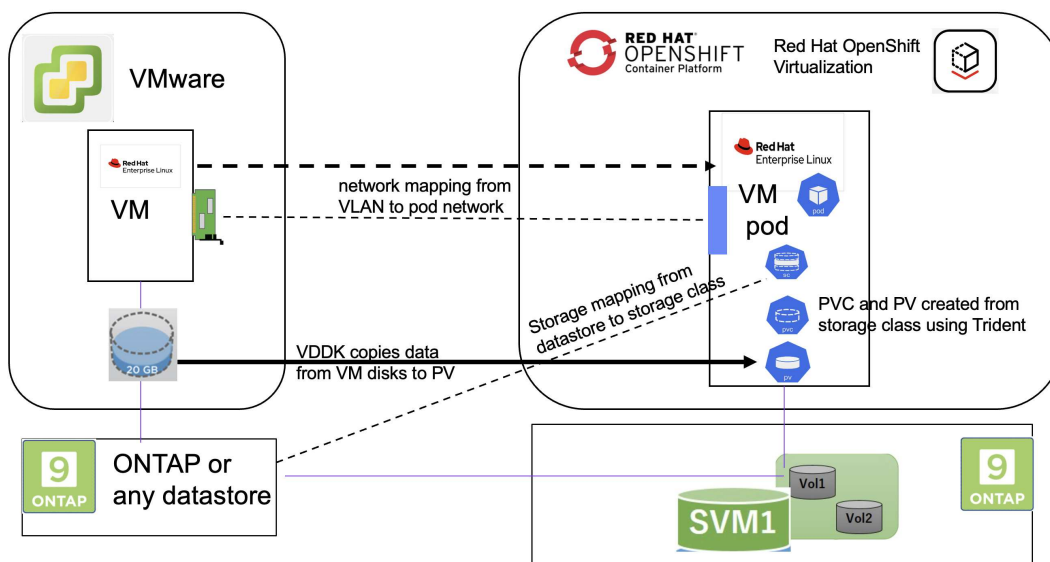 VMware
RED HAT®
OPENSHIFT
Container Platform
Red Hat OpenShift
Virtualization
Red Hat
Enterprise Linux
VM
network mapping from
VLAN to pod network
Red Hat
Enterprise Linux
VM
pod
pod
sc
Storage mapping from
datastore to storage class
pvc
PVC and PV created from
storage class using Trident
20 GB
VDDK copies data
from VM disks to PV
pv
9
ONTAP
ONTAP or
any datastore
SVM1
Vol1
Vol2
9
ONTAP